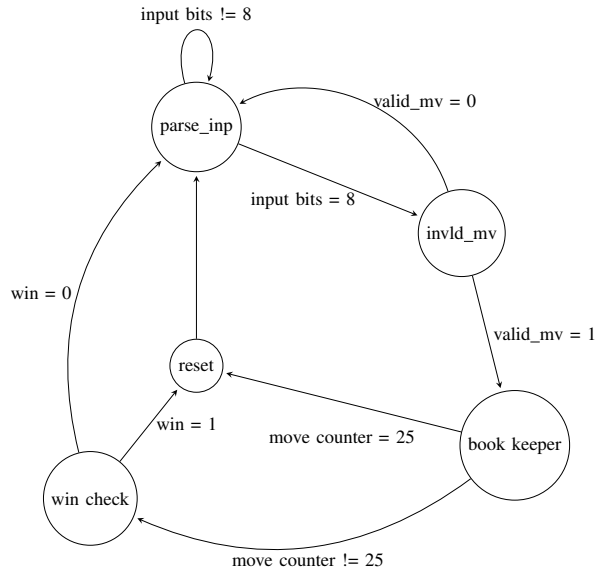 input bits != 8
valid_mv = 0
parse_inp
input bits = 8
invld_mv
win = 0
valid_mv = 1
reset
win = 1
move counter = 25
book keeper
win check
move counter != 25